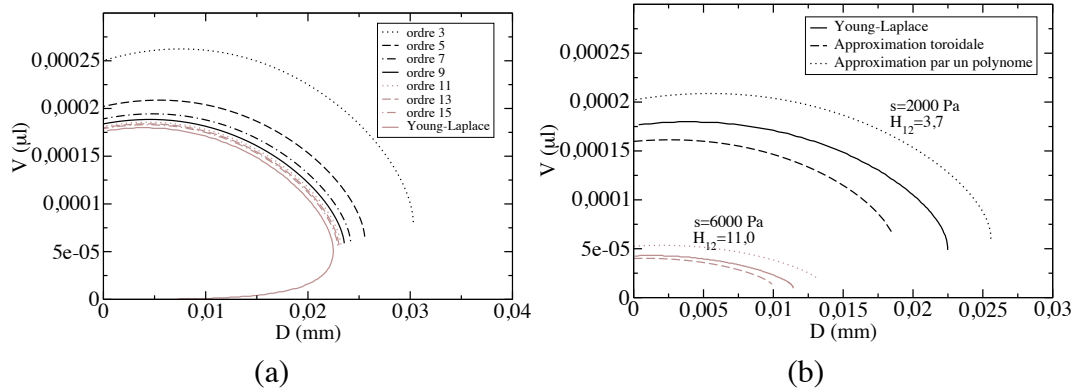 ordre 3
ordre 5
ordre 7
ordre 9
ordre 11
ordre 13
ordre 15
Young-Laplace
0,00025
0,0002
0,00015
0,0001
5e-05
0
V (µl)
0 0,01 0,02 0,03 0,04
D (mm)
(a)
Young-Laplace
Approximation toroidale
Approximation par un polynome
s=2000 Pa
H12=3,7
s=6000 Pa
H12=11,0
0,00025
0,0002
0,00015
0,0001
5e-05
0
V (µl)
0 0,005 0,01 0,015 0,02 0,025 0,03
D (mm)
(b)